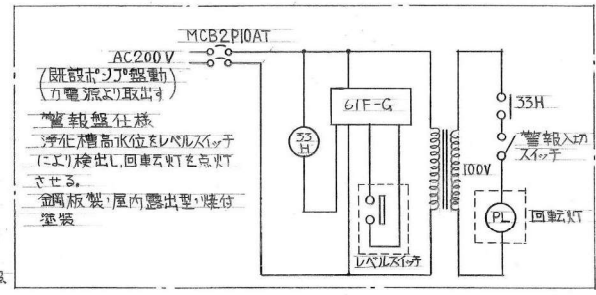 MCB2P10AT
AC200V
(既設ポンプ盤動
力電源より取出す)
警報盤仕様
浄化槽高水位をレベルスイッチ
により検出し、回転灯を点灯
させる。
鋼板製,屋内露出型,焼付
塗装
61F-G
33
H
レベルスイッチ
100V
33H
警報入切
スイッチ
PL
回転灯